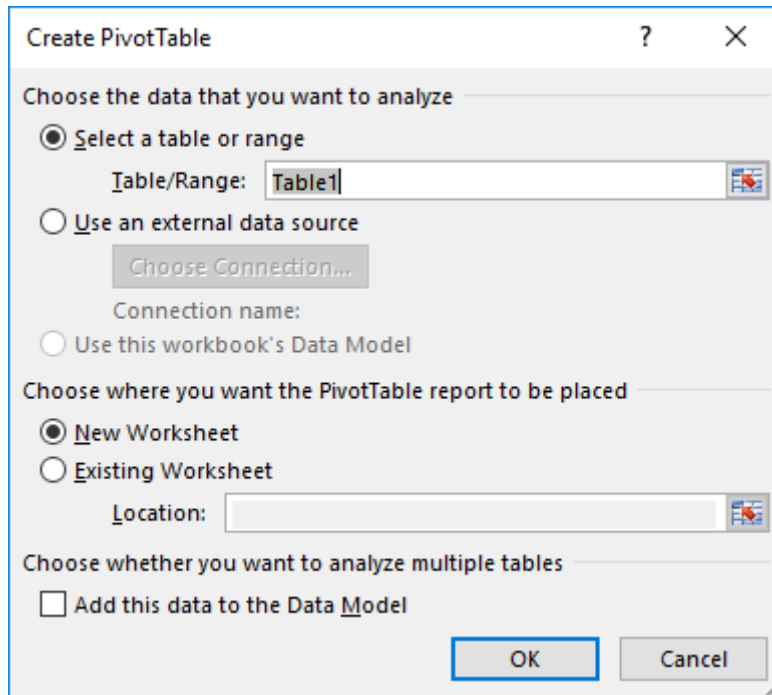 Create PivotTable ? ×
Choose the data that you want to analyze
Select a table or range
Table/Range: Table1
Use an external data source
Choose Connection...
Connection name:
Use this workbook's Data Model
Choose where you want the PivotTable report to be placed
New Worksheet
Existing Worksheet
Location:
Choose whether you want to analyze multiple tables
Add this data to the Data Model
OK Cancel